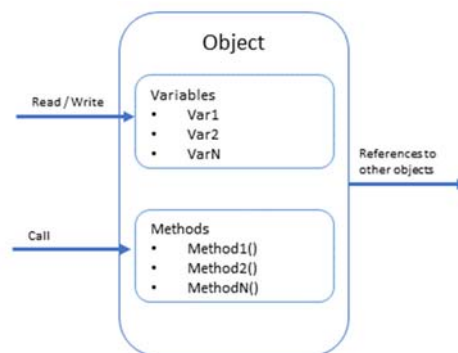 Object
Read / Write
Variables
• Var1
• Var2
• VarN
References to
other objects
Call
Methods
• Method1()
• Method2()
• MethodN()